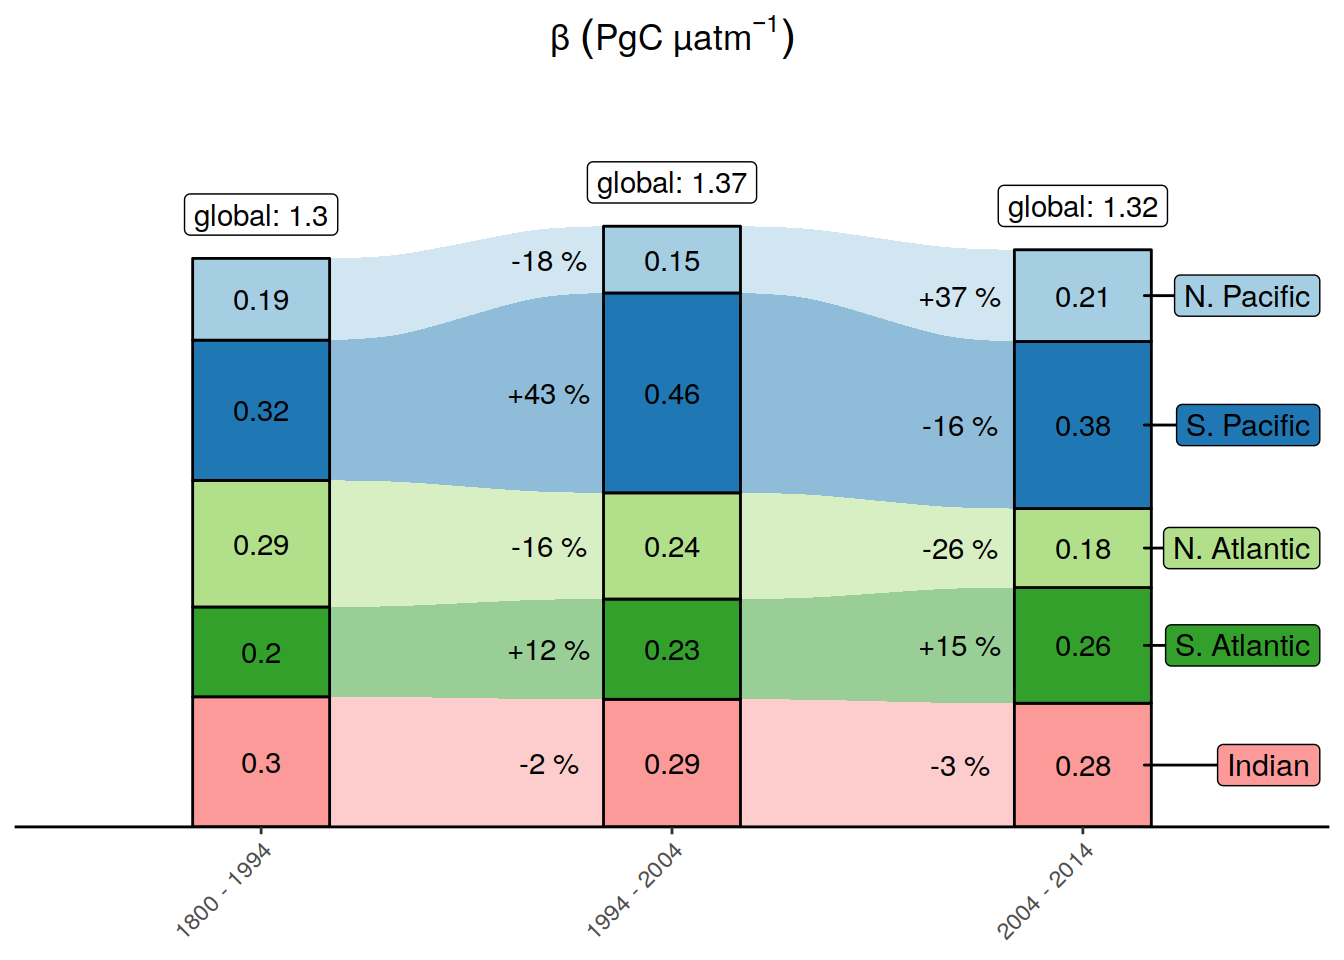 β (PgC µatm⁻¹)
global: 1.3
global: 1.37
global: 1.32
0.19
-18 %
0.15
+37 %
0.21
N. Pacific
0.32
+43 %
0.46
-16 %
0.38
S. Pacific
0.29
-16 %
0.24
-26 %
0.18
N. Atlantic
0.2
+12 %
0.23
+15 %
0.26
S. Atlantic
0.3
-2 %
0.29
-3 %
0.28
Indian
1800 - 1994
1994 - 2004
2004 - 2014